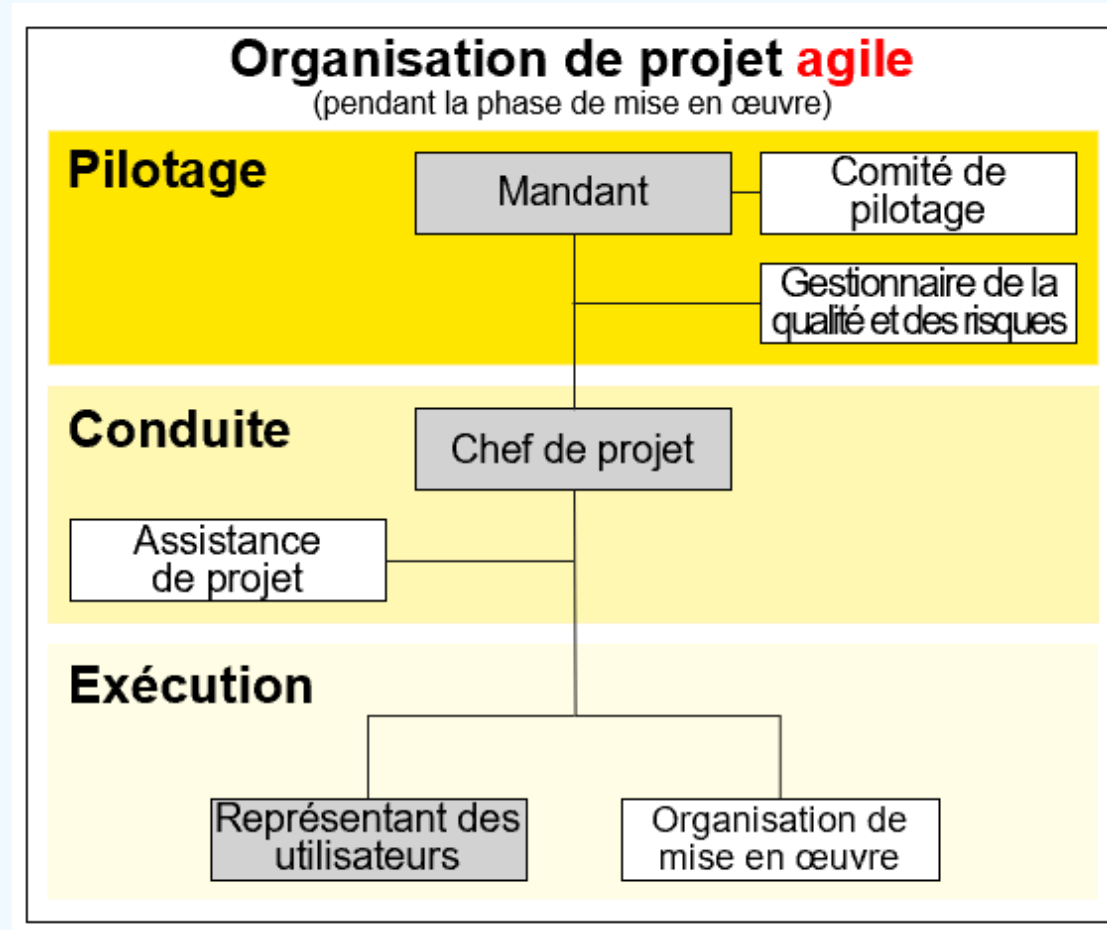 Organisation de projet agile
(pendant la phase de mise en œuvre)
Pilotage
Mandant
Comité de
pilotage
Gestionnaire de la
qualité et des risques
Conduite
Chef de projet
Assistance
de projet
Exécution
Représentant des
utilisateurs
Organisation de
mise en œuvre